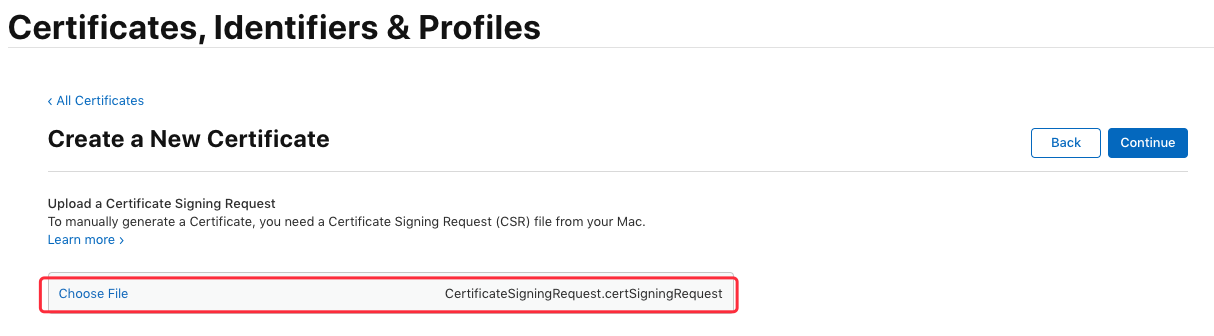 Certificates, Identifiers & Profiles
‹ All Certificates
Create a New Certificate
Back
Continue
Upload a Certificate Signing Request
To manually generate a Certificate, you need a Certificate Signing Request (CSR) file from your Mac.
Learn more ›
Choose File
CertificateSigningRequest.certSigningRequest